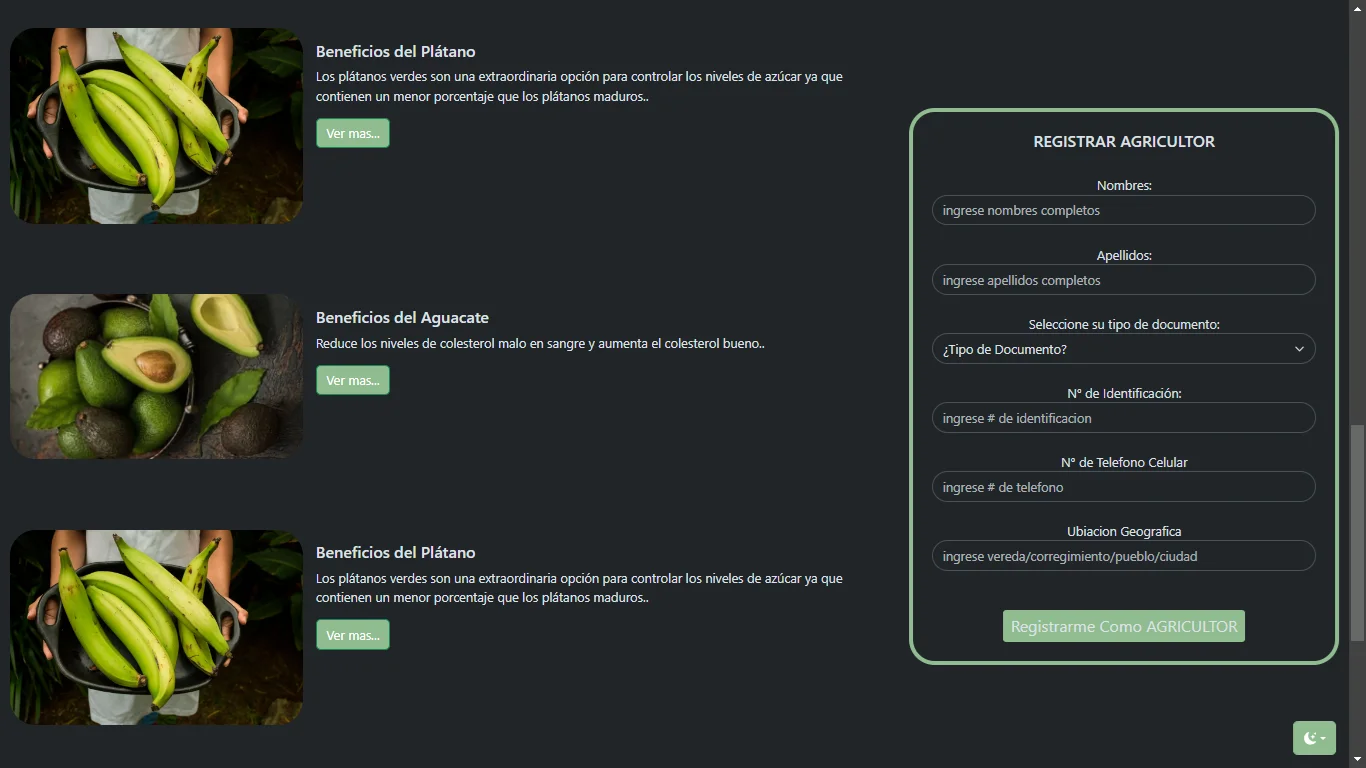 Beneficios del Plátano
Los plátanos verdes son una extraordinaria opción para controlar los niveles de azúcar ya que
contienen un menor porcentaje que los plátanos maduros..
Ver mas...
Beneficios del Aguacate
Reduce los niveles de colesterol malo en sangre y aumenta el colesterol bueno..
Ver mas...
Beneficios del Plátano
Los plátanos verdes son una extraordinaria opción para controlar los niveles de azúcar ya que
contienen un menor porcentaje que los plátanos maduros..
Ver mas...
REGISTRAR AGRICULTOR
Nombres:
ingrese nombres completos
Apellidos:
ingrese apellidos completos
Seleccione su tipo de documento:
¿Tipo de Documento?
N° de Identificación:
ingrese # de identificacion
N° de Telefono Celular
ingrese # de telefono
Ubiacion Geografica
ingrese vereda/corregimiento/pueblo/ciudad
Registrarme Como AGRICULTOR